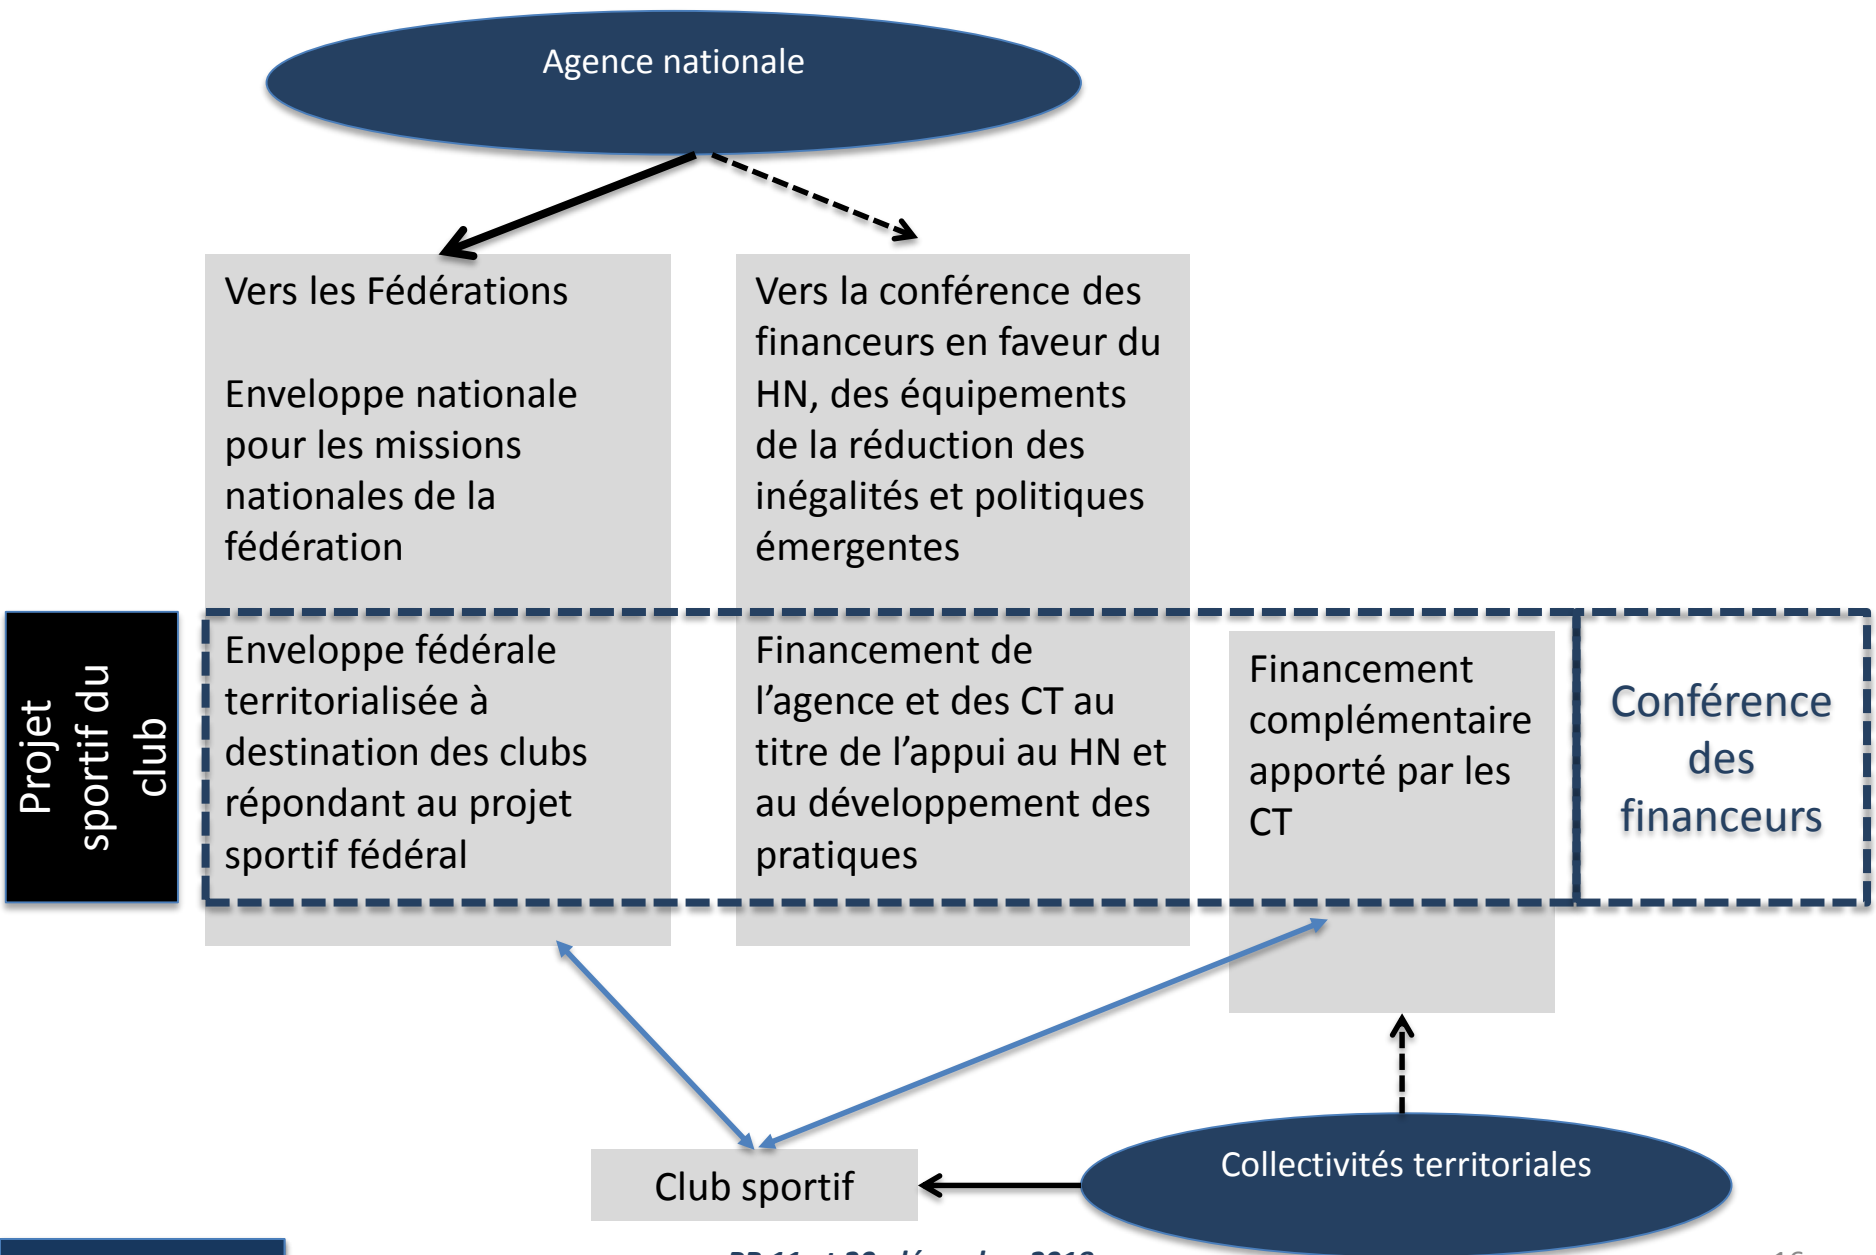 Agence nationale
Vers les Fédérations
Enveloppe nationale
pour les missions
nationales de la
fédération
Vers la conférence des
financeurs en faveur du
HN, des équipements
de la réduction des
inégalités et politiques
émergentes
Projet
sportif du
club
Enveloppe fédérale
territorialisée à
destination des clubs
répondant au projet
sportif fédéral
Financement de
l’agence et des CT au
titre de l’appui au HN et
au développement des
pratiques
Financement
complémentaire
apporté par les
CT
Conférence
des
financeurs
Club sportif
Collectivités territoriales